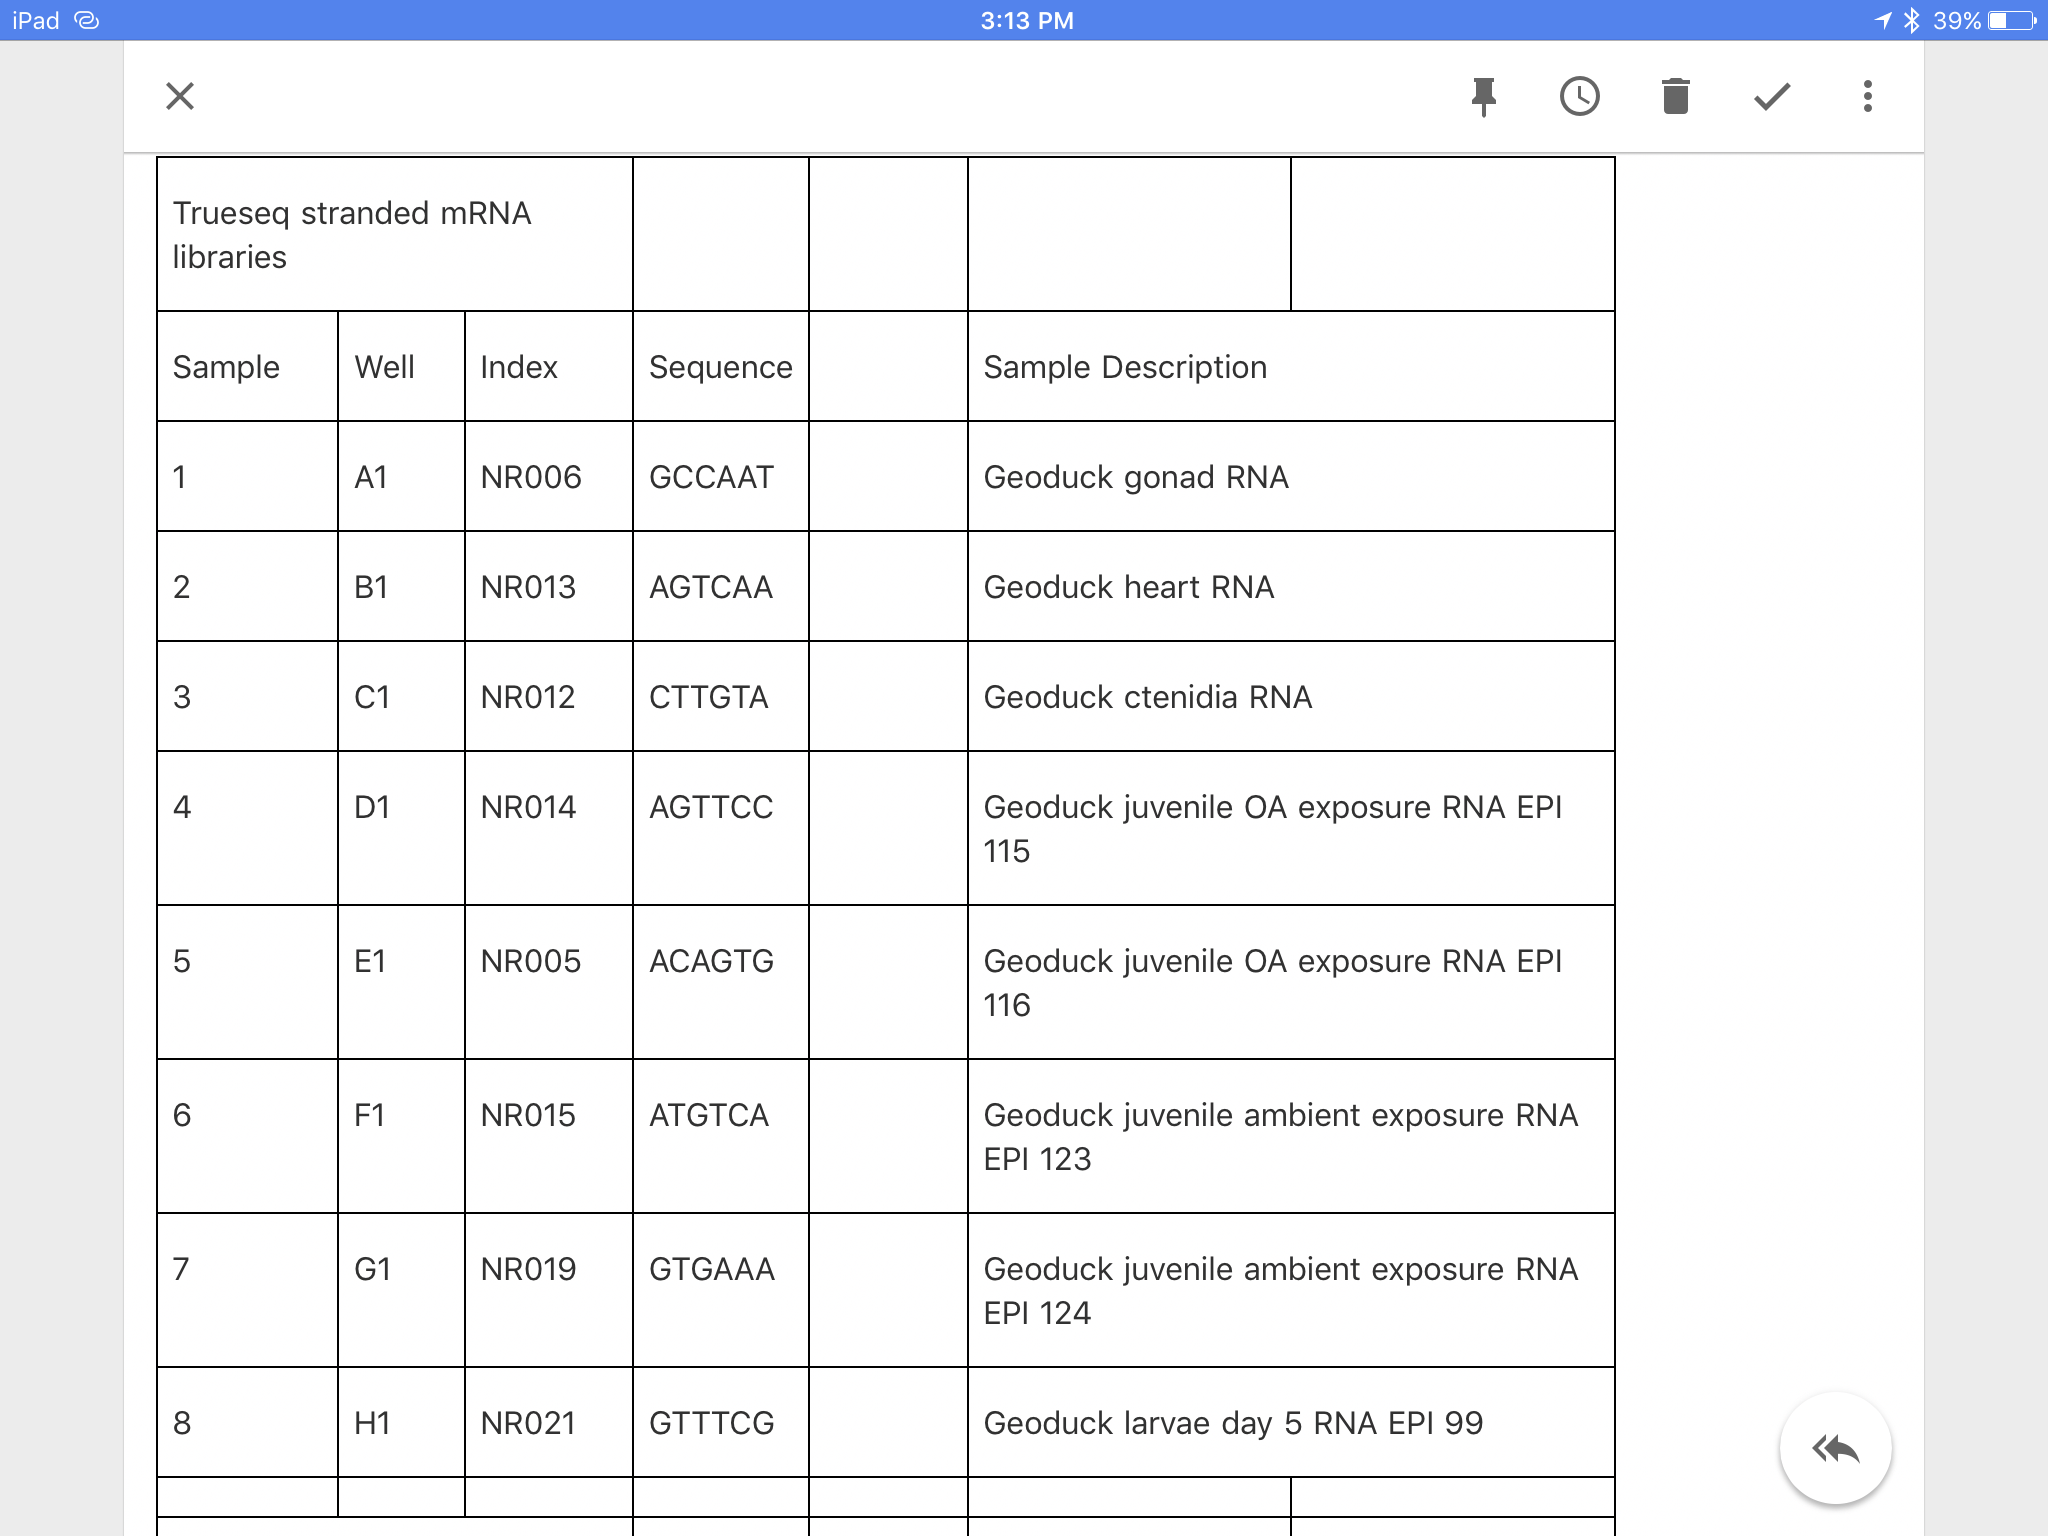 iPad 3:13 PM 39%
Trueseq stranded mRNA
libraries
Sample Well Index Sequence Sample Description
1 A1 NR006 GCCAAT Geoduck gonad RNA
2 B1 NR013 AGTCAA Geoduck heart RNA
3 C1 NR012 CTTGTA Geoduck ctenidia RNA
4 D1 NR014 AGTTCC Geoduck juvenile OA exposure RNA EPI
115
5 E1 NR005 ACAGTG Geoduck juvenile OA exposure RNA EPI
116
6 F1 NR015 ATGTCA Geoduck juvenile ambient exposure RNA
EPI 123
7 G1 NR019 GTGAAA Geoduck juvenile ambient exposure RNA
EPI 124
8 H1 NR021 GTTTCG Geoduck larvae day 5 RNA EPI 99